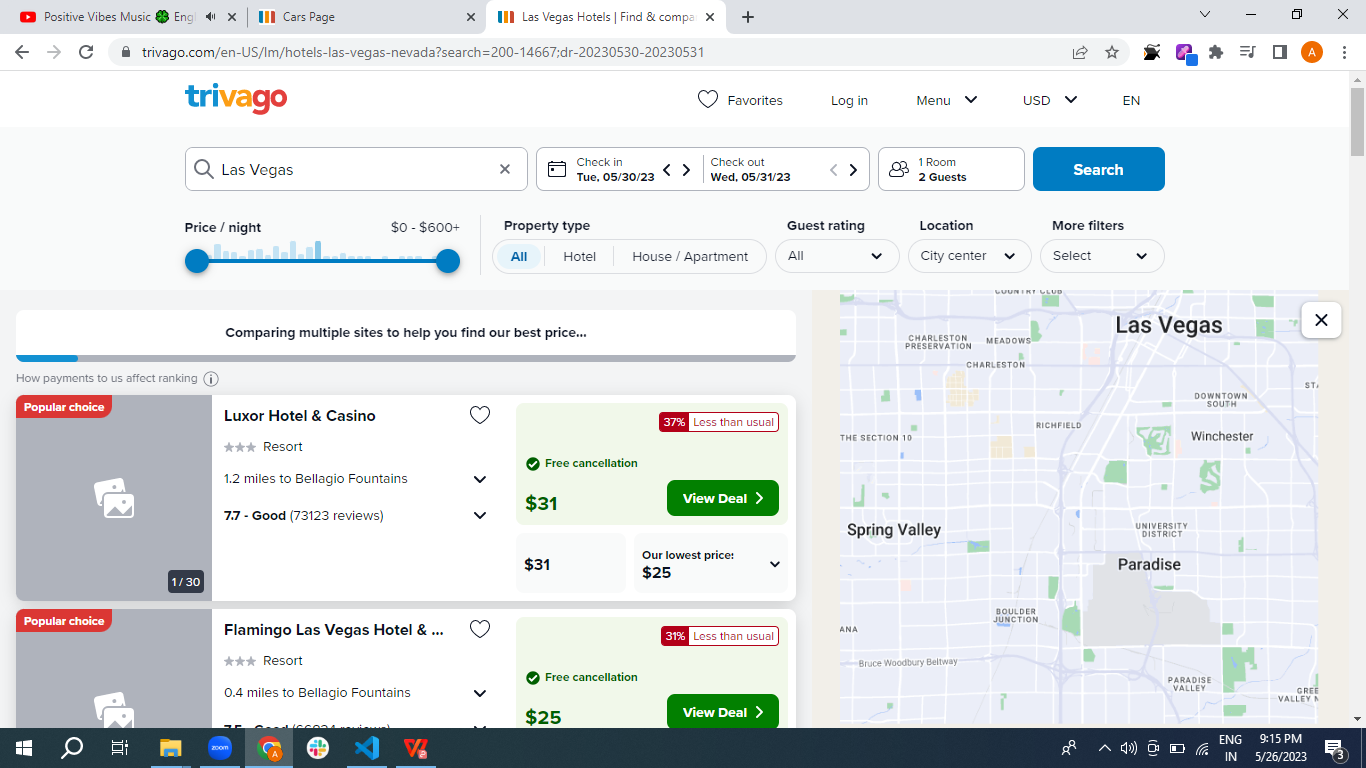 Positive Vibes Music 🍀 Eng
Cars Page
Las Vegas Hotels | Find & compa
trivago.com/en-US/lm/hotels-las-vegas-nevada?search=200-14667;dr-20230530-20230531
A
trivago
Favorites
Log in
Menu
USD
EN
Las Vegas
Check in
Tue, 05/30/23
Check out
Wed, 05/31/23
1 Room
2 Guests
Search
Price / night
$0 - $600+
Property type
All
Hotel
House / Apartment
Guest rating
All
Location
City center
More filters
Select
Comparing multiple sites to help you find our best price...
How payments to us affect ranking
Popular choice
1 / 30
Luxor Hotel & Casino
Resort
1.2 miles to Bellagio Fountains
7.7 - Good (73123 reviews)
37% Less than usual
Free cancellation
$31
View Deal
$31
Our lowest price:
$25
Popular choice
Flamingo Las Vegas Hotel & ...
Resort
0.4 miles to Bellagio Fountains
31% Less than usual
Free cancellation
$25
View Deal
COUNTRY CLUB
Las Vegas
CHARLESTON
PRESERVATION
MEADOWS
CHARLESTON
DOWNTOWN
SOUTH
RICHFIELD
THE SECTION 10
Winchester
Spring Valley
UNIVERSITY
DISTRICT
Paradise
BOULDER
JUNCTION
ANA
Bruce Woodbury Beltway
PARADISE
VALLEY
GREE
VALLEY N
zoom
A
ENG
IN
9:15 PM
5/26/2023
3